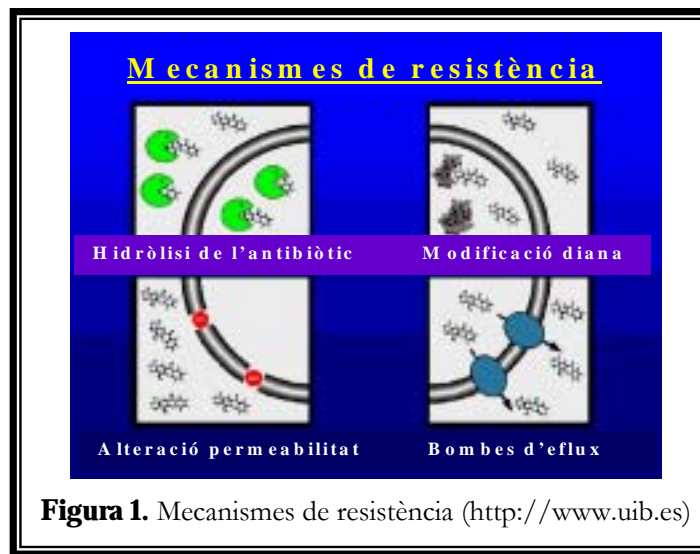 Mecanismes de resistència
Hidròlisi de l'antibiòtic
Modificació diana
Alteració permeabilitat
Bombes d'eflux
Figura 1. Mecanismes de resistència (http://www.uib.es)